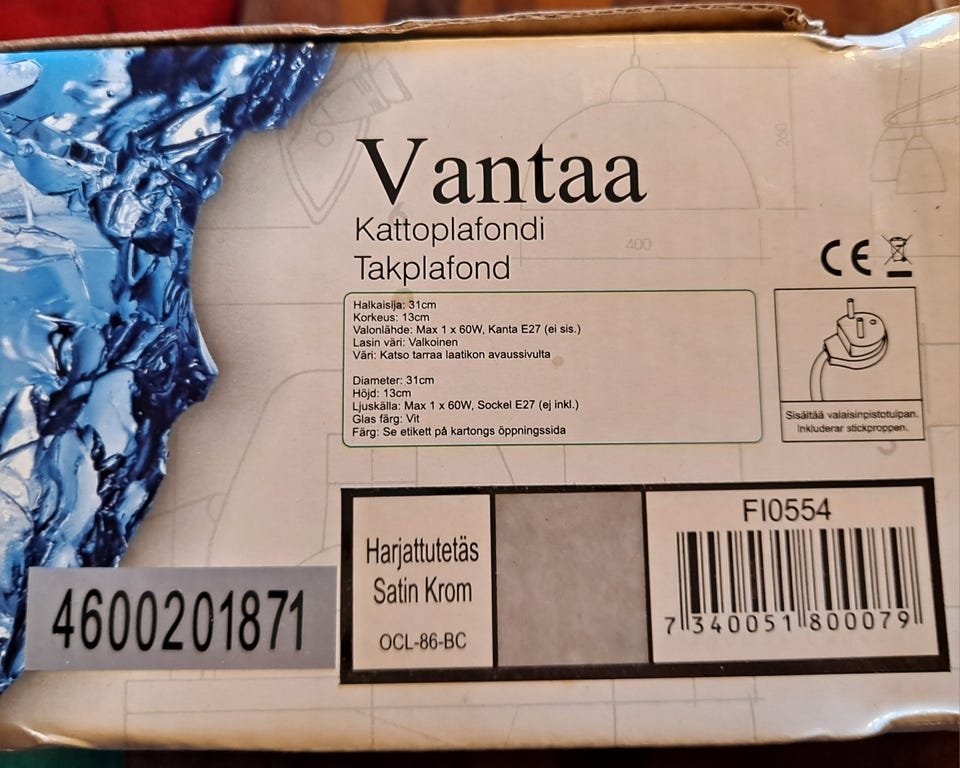 Vantaa
Kattoplafondi
Takplafond
260
400
CE
Halkaisija: 31cm
Korkeus: 13cm
Valonlähde: Max 1 x 60W, Kanta E27 (ei sis.)
Lasin väri: Valkoinen
Väri: Katso tarraa laatikon avaussivulta
Diameter: 31cm
Höjd: 13cm
Ljuskälla: Max 1 x 60W, Sockel E27 (ej inkl.)
Glas färg: Vit
Färg: Se etikett på kartongs öppningssida
Sisältää valaisinpistotulpan.
Inkluderar stickproppen.
Harjattutetäs
Satin Krom
OCL-86-BC
FI0554
7 340051 800079
4600201871